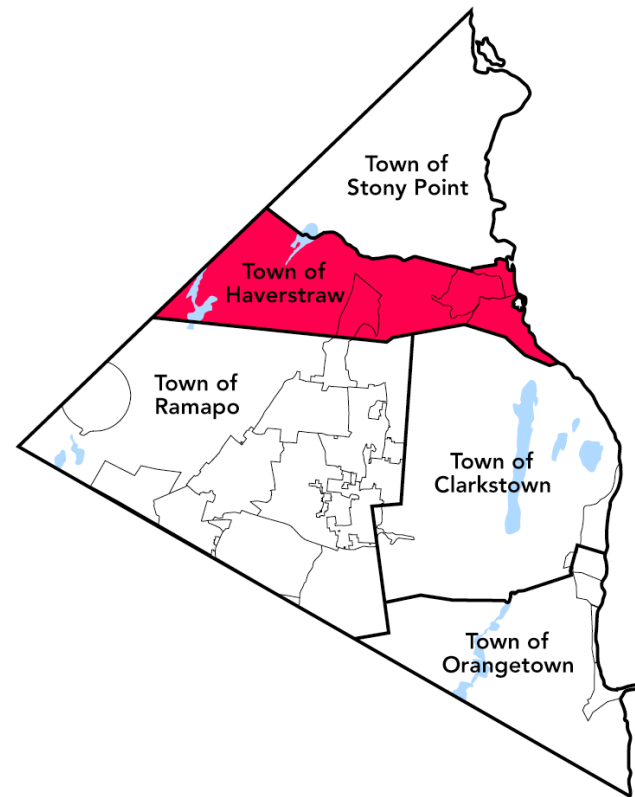 Town of
Stony Point
Town of
Haverstraw
Town of
Ramapo
Town of
Clarkstown
Town of
Orangetown